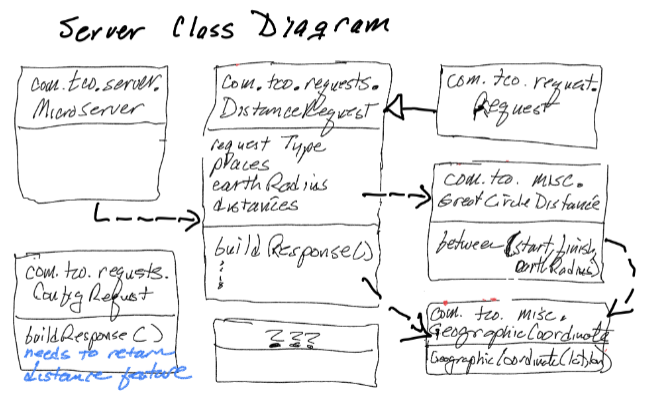 Server Class Diagram
com.tco.server.
MicroServer
com.tco.requests.
DistanceRequest
request Type
places
earthRadius
distances
buildResponse()
com.tco.request.
Request
com.tco.misc.
GreatCircleDistance
between (start, finish,
earthRadius)
com.tco.requests.
ConfigRequst
buildResponse()
needs to return
distance feature
???
com.tco.misc.
GeographicCoordinate
GeographicCoordinate(lat,lon)